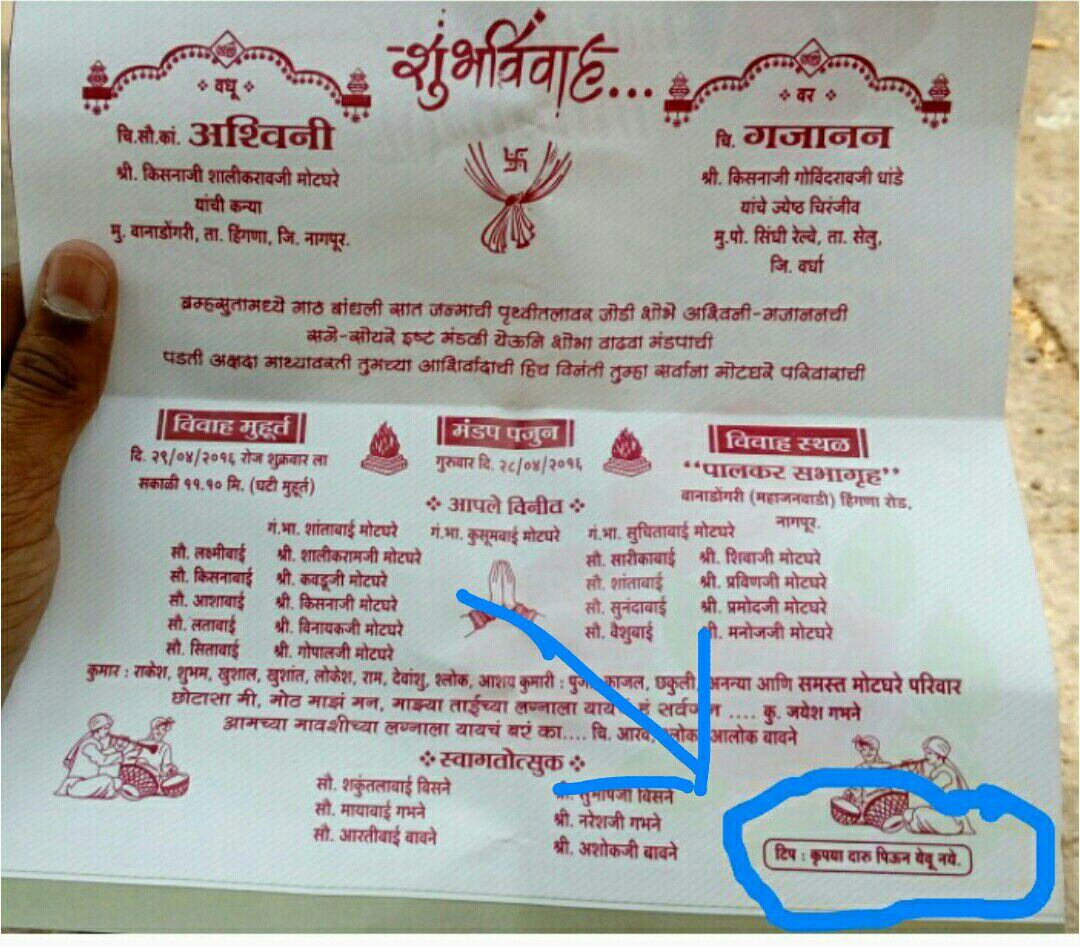 शुभविवाह...
वधू
चि.सौ.कां. अश्विनी
श्री. किसनाजी शालीकरावजी मोटघरे
यांची कन्या
मु. वानाडोंगरी, ता. हिंगणा, जि. नागपूर.
वर
चि. गजानन
श्री. किसनाजी गोविंदरावजी धांडे
यांचे ज्येष्ठ चिरंजीव
मु.पो. सिंधी रेल्वे, ता. सेलु,
जि. वर्धा
ब्रम्हसुतामध्ये गाठ बांधली सात जन्माची पृथ्वीतलावर जोडी शोभे अश्विनी-गजाननची
सगे-सोयरे इष्ट मंडळी येऊनि शोभा वाढवा मंडपाची
पडती अक्षदा माथ्यावरती तुमच्या आशिर्वादाची हिच विनंती तुम्हा सर्वाना मोटघरे परिवाराची
विवाह मुहूर्त
दि. २९/०४/२०१६ रोज शुक्रवार ला
सकाळी ११.१० मि. (घटी मुहूर्त)
मंडप पजुन
गुरुवार दि. २८/०४/२०१६
विवाह स्थळ
"पालकर सभागृह"
वानाडोंगरी (महाजनवाडी) हिंगणा रोड,
नागपूर.
आपले विनीत
गं.भा. शांताबाई मोटघरे गं.भा. कुसूमबाई मोटघरे गं.भा. सुचिताबाई मोटघरे
सौ. लक्ष्मीबाई श्री. शालीकरामजी मोटघरे सौ. सारीकाबाई श्री. शिवाजी मोटघरे
सौ. किसनाबाई श्री. कवडूजी मोटघरे सौ. शांताबाई श्री. प्रविणजी मोटघरे
सौ. आशाबाई श्री. किसनाजी मोटघरे सौ. सुनंदाबाई श्री. प्रमोदजी मोटघरे
सौ. लताबाई श्री. विनायकजी मोटघरे सौ. वेशुबाई श्री. मनोजजी मोटघरे
सौ. सिताबाई श्री. गोपालजी मोटघरे
कुमार : राकेश, शुभम, खुशाल, खुशांत, लोकेश, राम, देवांशु, श्लोक, आशय कुमारी : काजल, छकुली, अनन्या आणि समस्त मोटघरे परिवार
छोटासा मी, मोठ माझं मन, माझ्या ताईच्या लग्नाला .... कु. जयेश गभने
आमच्या मावशीच्या लग्नाला यायचं बरं का.... चि. आरव, आलोक बावने
स्वागतोत्सुक
सौ. शकुंतलाबाई विसने श्री. सुभाषजी विसने
सौ. मायाबाई गभने श्री. नरेशजी गभने
सौ. आरतीबाई बावने श्री. अशोकजी बावने
टिप : कृपया दारु पिऊन येवू नये.